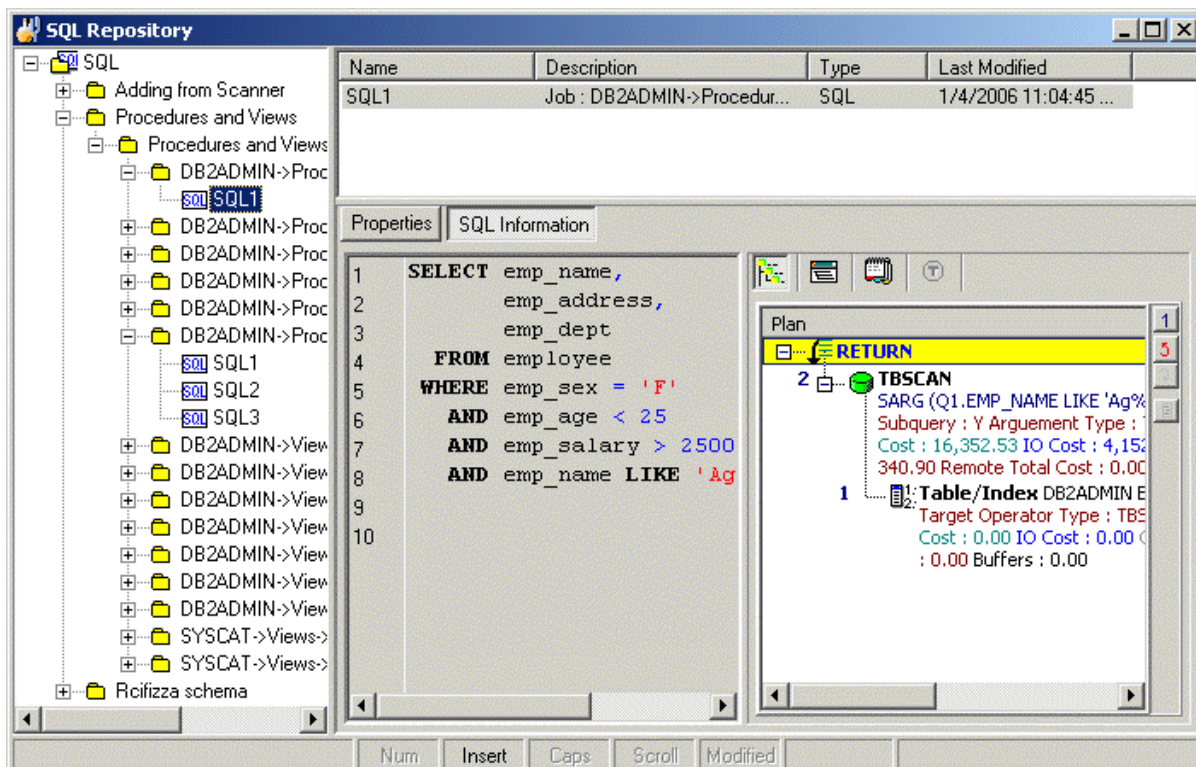 SQL Repository
SQL
Adding from Scanner
Procedures and Views
Procedures and Views
DB2ADMIN->Proc
SQL SQL1
DB2ADMIN->Proc
DB2ADMIN->Proc
DB2ADMIN->Proc
DB2ADMIN->Proc
DB2ADMIN->Proc
SQL SQL1
SQL SQL2
SQL SQL3
DB2ADMIN->View
DB2ADMIN->View
DB2ADMIN->View
DB2ADMIN->View
DB2ADMIN->View
DB2ADMIN->View
DB2ADMIN->View
SYSCAT->Views->
SYSCAT->Views->
Rcifizza schema
Name Description Type Last Modified
SQL1 Job : DB2ADMIN->Procedur... SQL 1/4/2006 11:04:45 ...
Properties SQL Information
1 SELECT emp_name,
2 emp_address,
3 emp_dept
4 FROM employee
5 WHERE emp_sex = 'F'
6 AND emp_age < 25
7 AND emp_salary > 2500
8 AND emp_name LIKE 'Ag
9
10
Plan
RETURN
2 TBSCAN
SARG (Q1.EMP_NAME LIKE 'Ag%
Subquery : Y Arguement Type :
Cost : 16,352.53 IO Cost : 4,152
340.90 Remote Total Cost : 0.00
1 Table/Index DB2ADMIN E
Target Operator Type : TBS
Cost : 0.00 IO Cost : 0.00
: 0.00 Buffers : 0.00
1
5
Num Insert Caps Scroll Modified